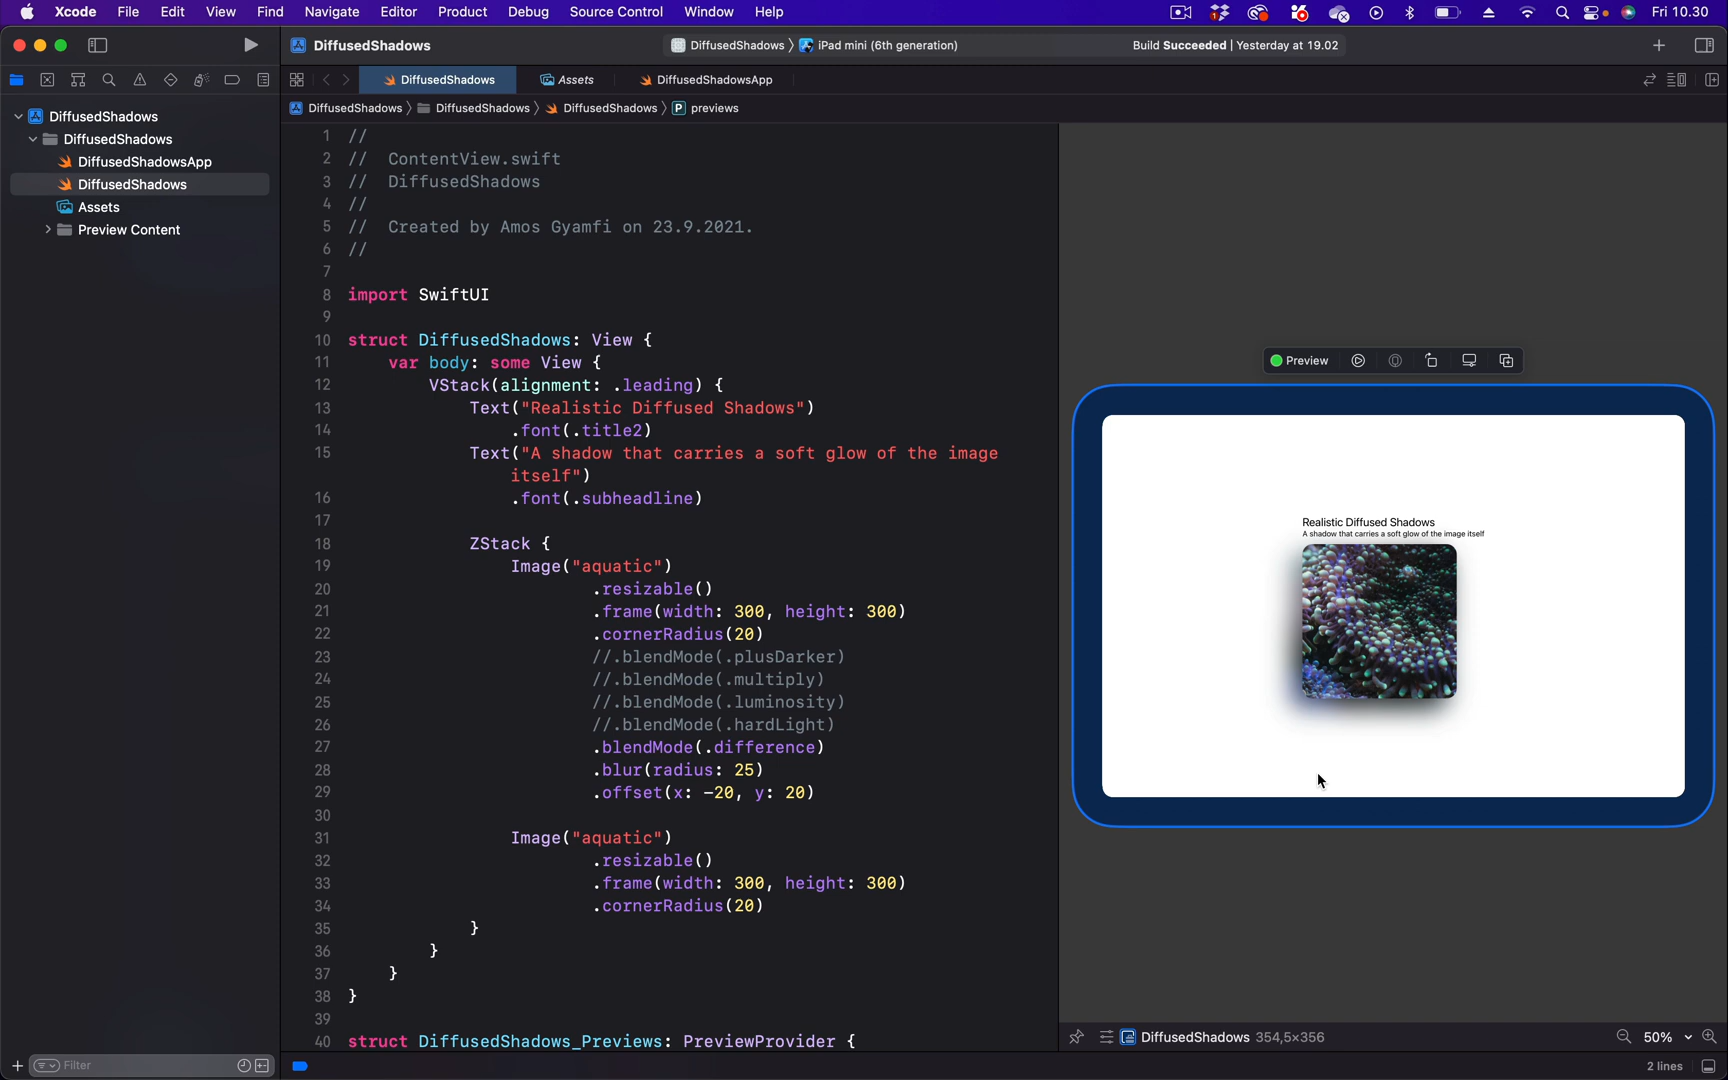 Xcode File Edit View Find Navigate Editor Product Debug Source Control Window Help 1 Fri 10.30
DiffusedShadows DiffusedShadows iPad mini (6th generation) Build Succeeded | Yesterday at 19.02
DiffusedShadows Assets DiffusedShadowsApp
DiffusedShadows DiffusedShadows DiffusedShadows P previews
DiffusedShadows
DiffusedShadows
DiffusedShadowsApp
DiffusedShadows
Assets
Preview Content
1 //
2 // ContentView.swift
3 // DiffusedShadows
4 //
5 // Created by Amos Gyamfi on 23.9.2021.
6 //
7
8 import SwiftUI
9
10 struct DiffusedShadows: View {
11 var body: some View {
12 VStack(alignment: .leading) {
13 Text("Realistic Diffused Shadows")
14 .font(.title2)
15 Text("A shadow that carries a soft glow of the image
itself")
16 .font(.subheadline)
17
18 ZStack {
19 Image("aquatic")
20 .resizable()
21 .frame(width: 300, height: 300)
22 .cornerRadius(20)
23 //.blendMode(.plusDarker)
24 //.blendMode(.multiply)
25 //.blendMode(.luminosity)
26 //.blendMode(.hardLight)
27 .blendMode(.difference)
28 .blur(radius: 25)
29 .offset(x: -20, y: 20)
30
31 Image("aquatic")
32 .resizable()
33 .frame(width: 300, height: 300)
34 .cornerRadius(20)
35 }
36 }
37 }
38 }
39
40 struct DiffusedShadows_Previews: PreviewProvider {
Preview
Realistic Diffused Shadows
A shadow that carries a soft glow of the image itself
DiffusedShadows 354,5×356 50%
Filter 2 lines